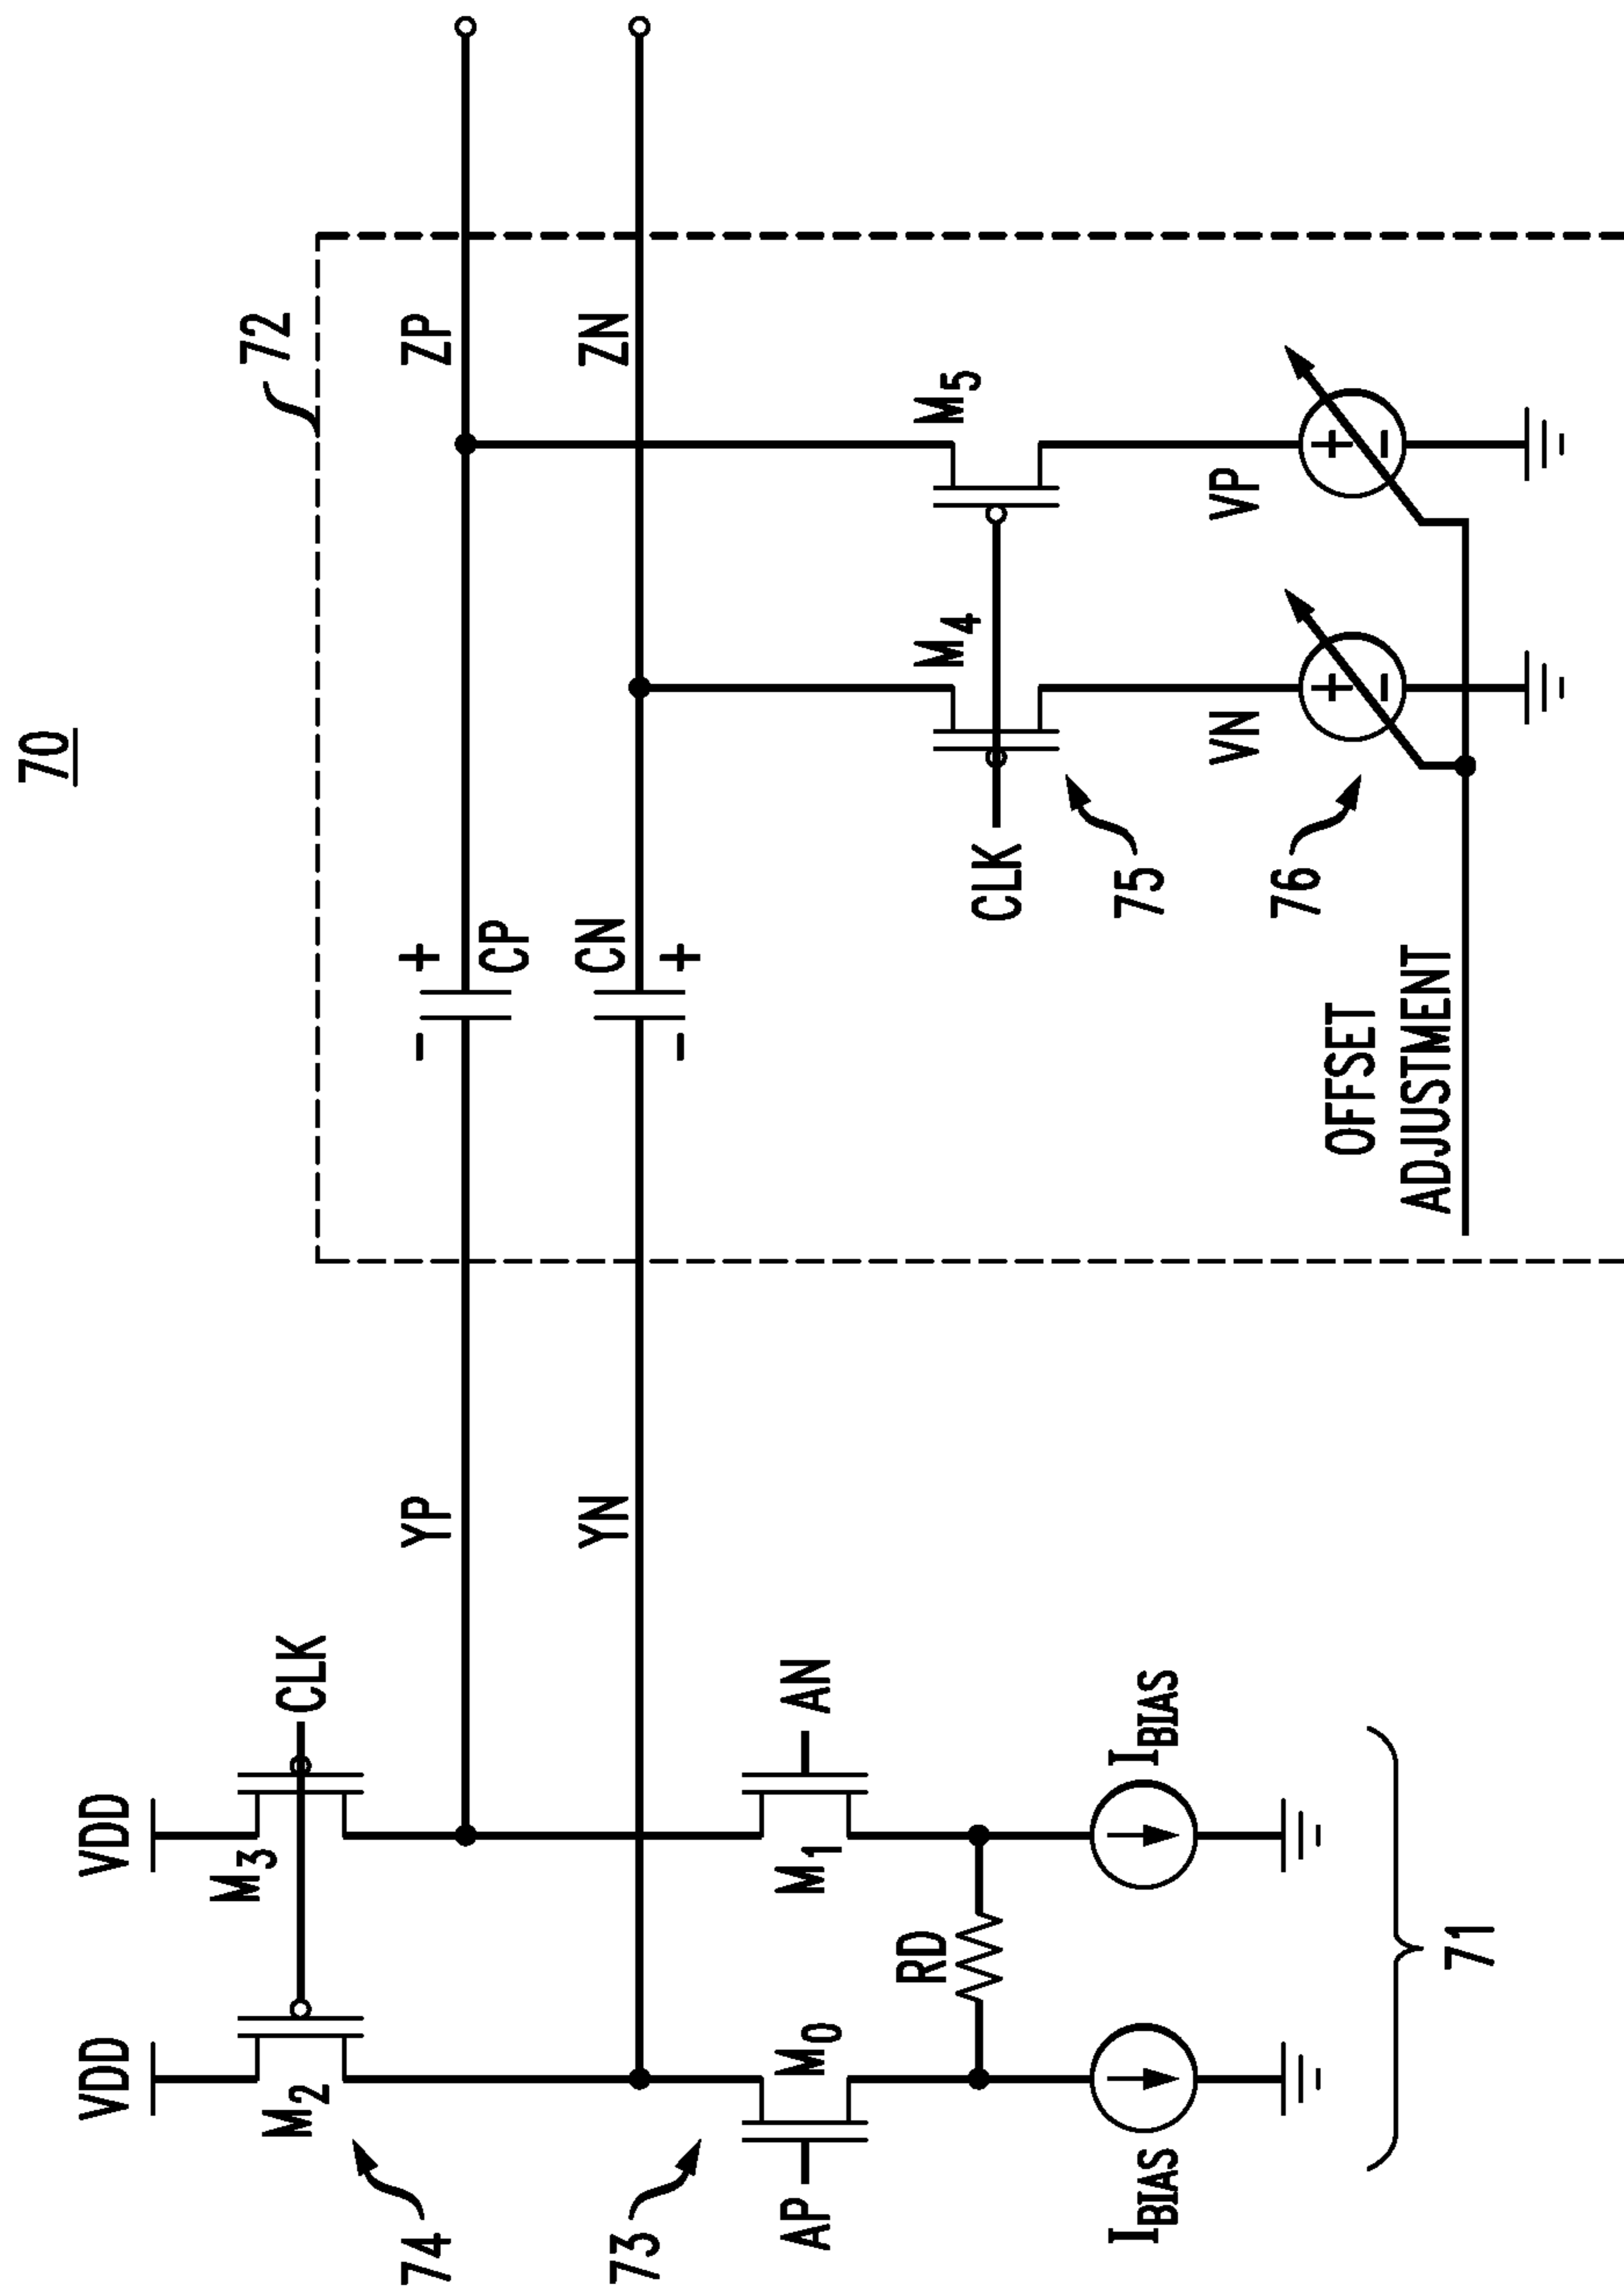 70
72
VDD
VDD
M3
CLK
M2
74
YP
ZP
YN
ZN
- +
CP
CN
- +
73
AP
M0
M1
AN
RD
IBIAS
IBIAS
71
M4
M5
CLK
75
VN
VP
+
-
+
-
76
OFFSET
ADJUSTMENT